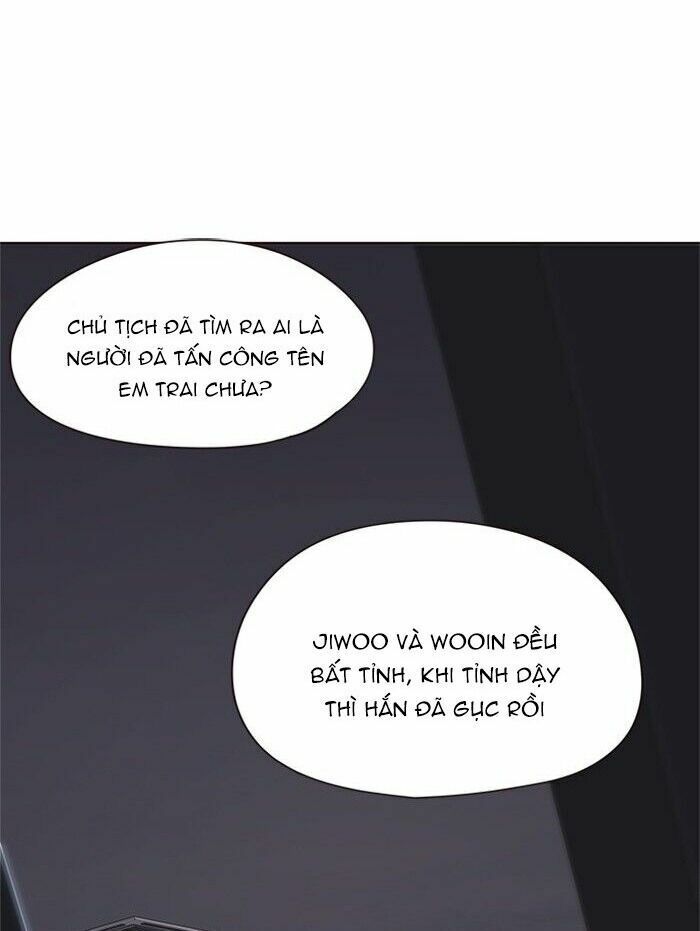 CHỦ TỊCH ĐÃ TÌM RA AI LÀ
NGƯỜI ĐÃ TẤN CÔNG TÊN
EM TRAI CHƯA?
JIWOO VÀ WOOIN ĐỀU
BẤT TỈNH, KHI TỈNH DẬY
THÌ HẮN ĐÃ GỤC RỒI